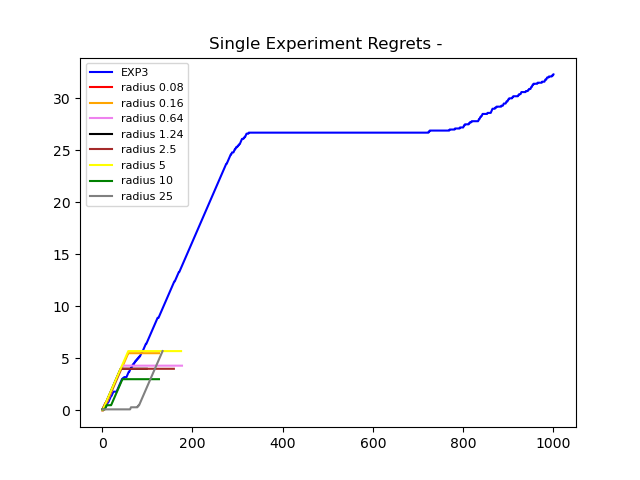 Single Experiment Regrets -
EXP3
radius 0.08
radius 0.16
radius 0.64
radius 1.24
radius 2.5
radius 5
radius 10
radius 25
30
25
20
15
10
5
0
0 200 400 600 800 1000